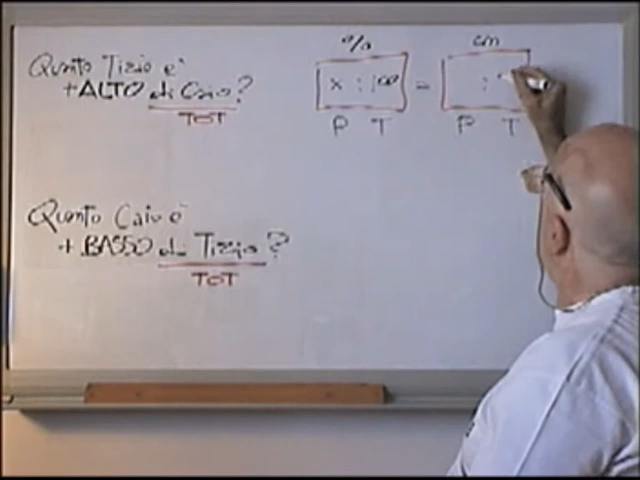 Quanto Tizio è
+ ALTO di Caio?
TOT
Quanto Caio è
+ BASSO di Tizio?
TOT
% cm
x : 100 = :
P T P T